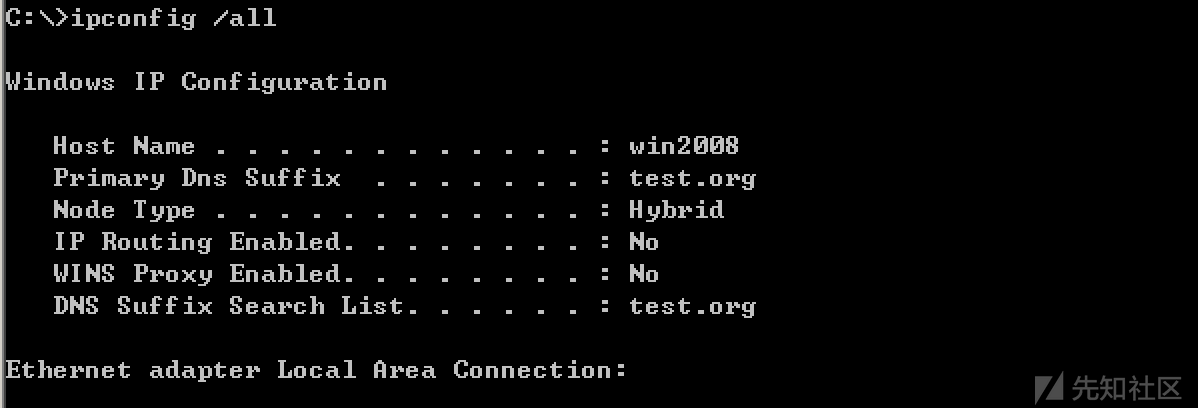 C:\>ipconfig /all
Windows IP Configuration
Host Name . . . . . . . . . . . . : win2008
Primary Dns Suffix . . . . . . . : test.org
Node Type . . . . . . . . . . . . : Hybrid
IP Routing Enabled. . . . . . . . : No
WINS Proxy Enabled. . . . . . . . : No
DNS Suffix Search List. . . . . . : test.org
Ethernet adapter Local Area Connection:
先知社区